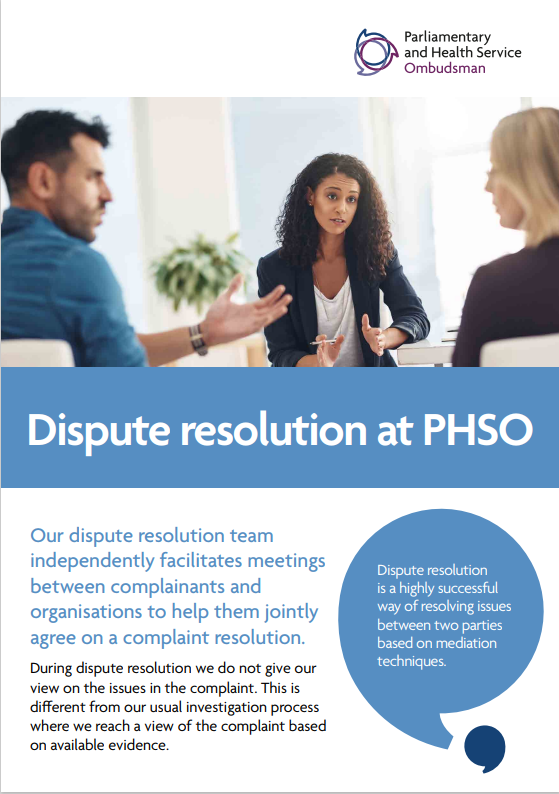 Parliamentary
and Health Service
Ombudsman
Dispute resolution at PHSO
Our dispute resolution team
independently facilitates meetings
between complainants and
organisations to help them jointly
agree on a complaint resolution.
During dispute resolution we do not give our
view on the issues in the complaint. This is
different from our usual investigation process
where we reach a view of the complaint based
on available evidence.
Dispute resolution
is a highly successful
way of resolving issues
between two parties
based on mediation
techniques.